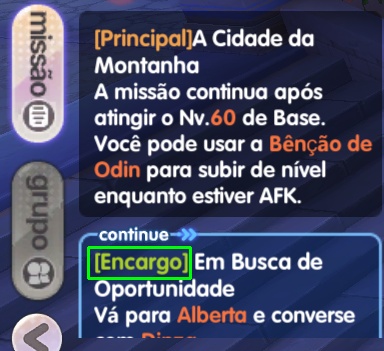 missão
grupo
[Principal]A Cidade da
Montanha
A missão continua após
atingir o Nv.60 de Base.
Você pode usar a Bênção de
Odin para subir de nível
enquanto estiver AFK.
continue
[Encargo] Em Busca de
Oportunidade
Vá para Alberta e converse
com